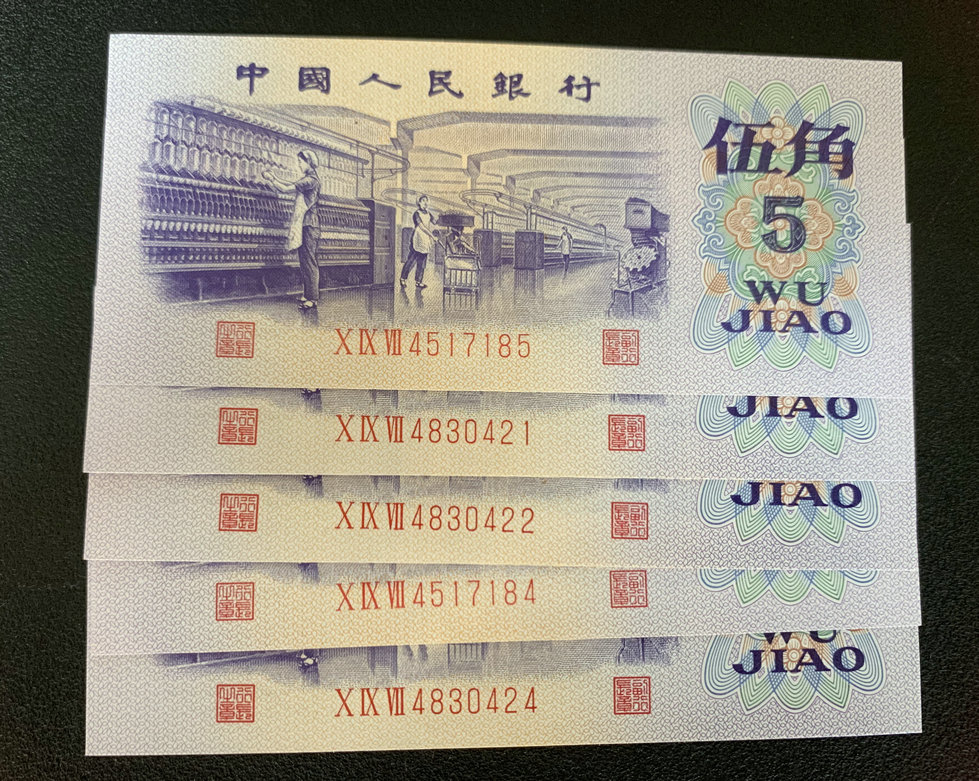 中國人民銀行
伍角
5
WU
JIAO
X IX VII 4517185
JIAO
X IX VII 4830421
JIAO
X IX VII 4830422
X IX VII 4517184
WU
JIAO
X IX VII 4830424